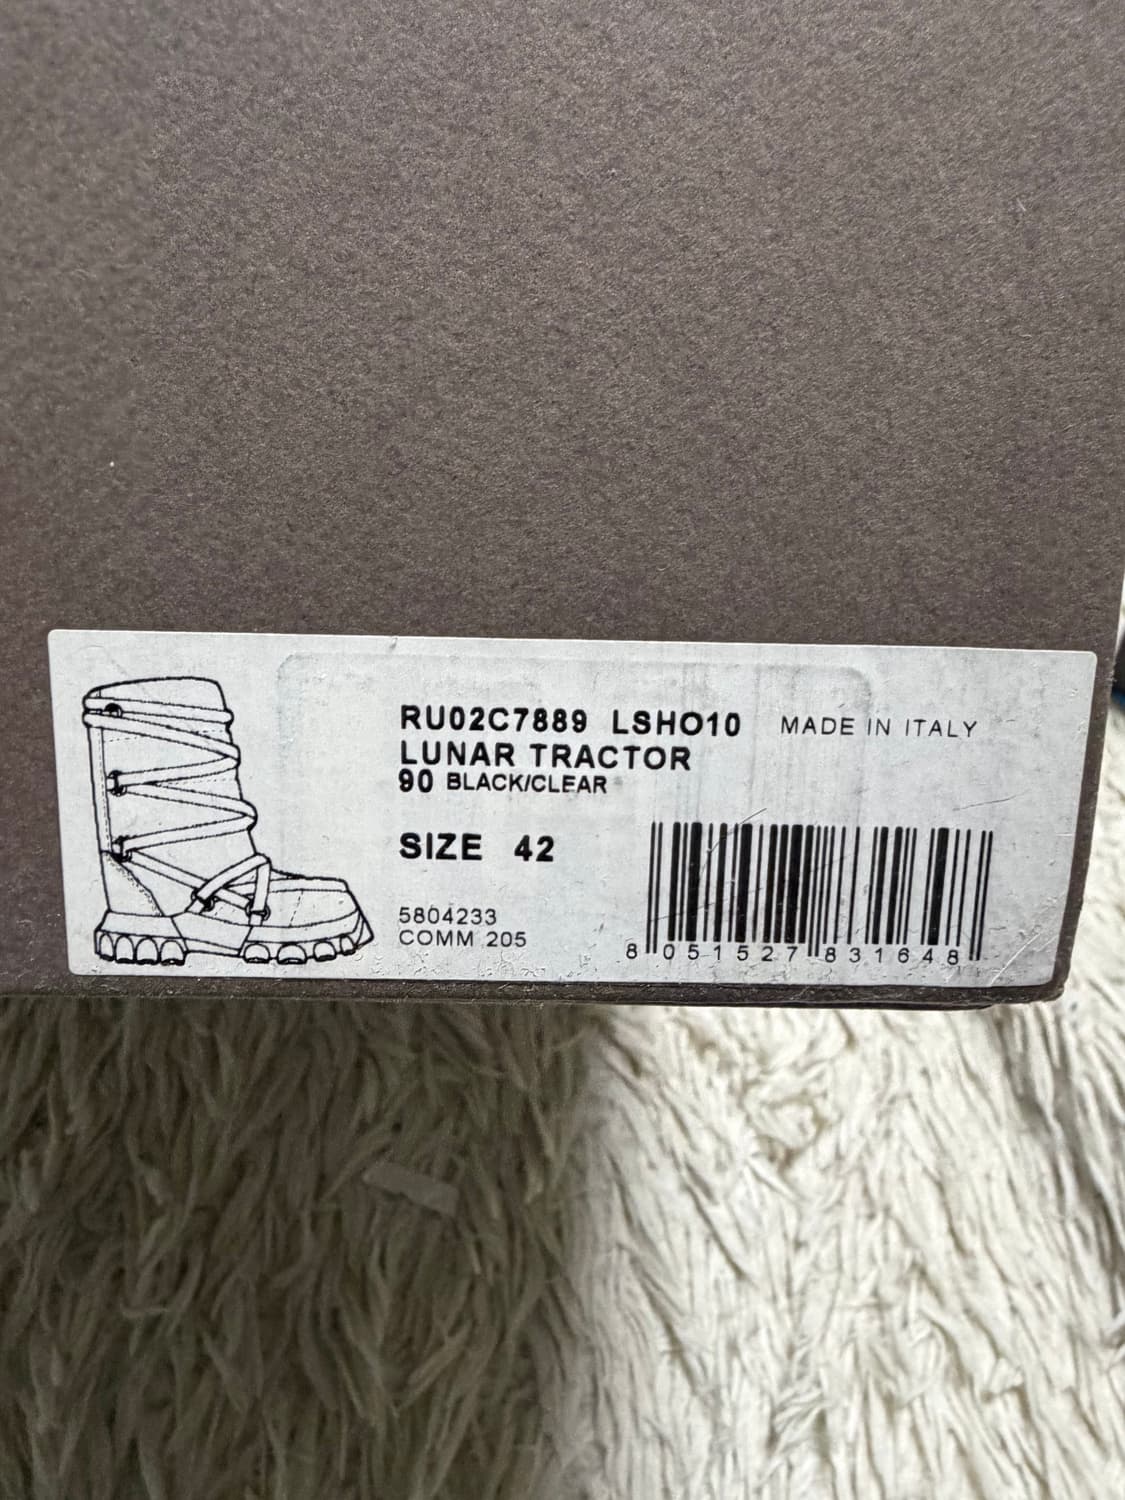 RU02C7889 LSHO10 MADE IN ITALY
LUNAR TRACTOR
90 BLACK/CLEAR
SIZE 42
5804233
COMM 205
8 051527 831648